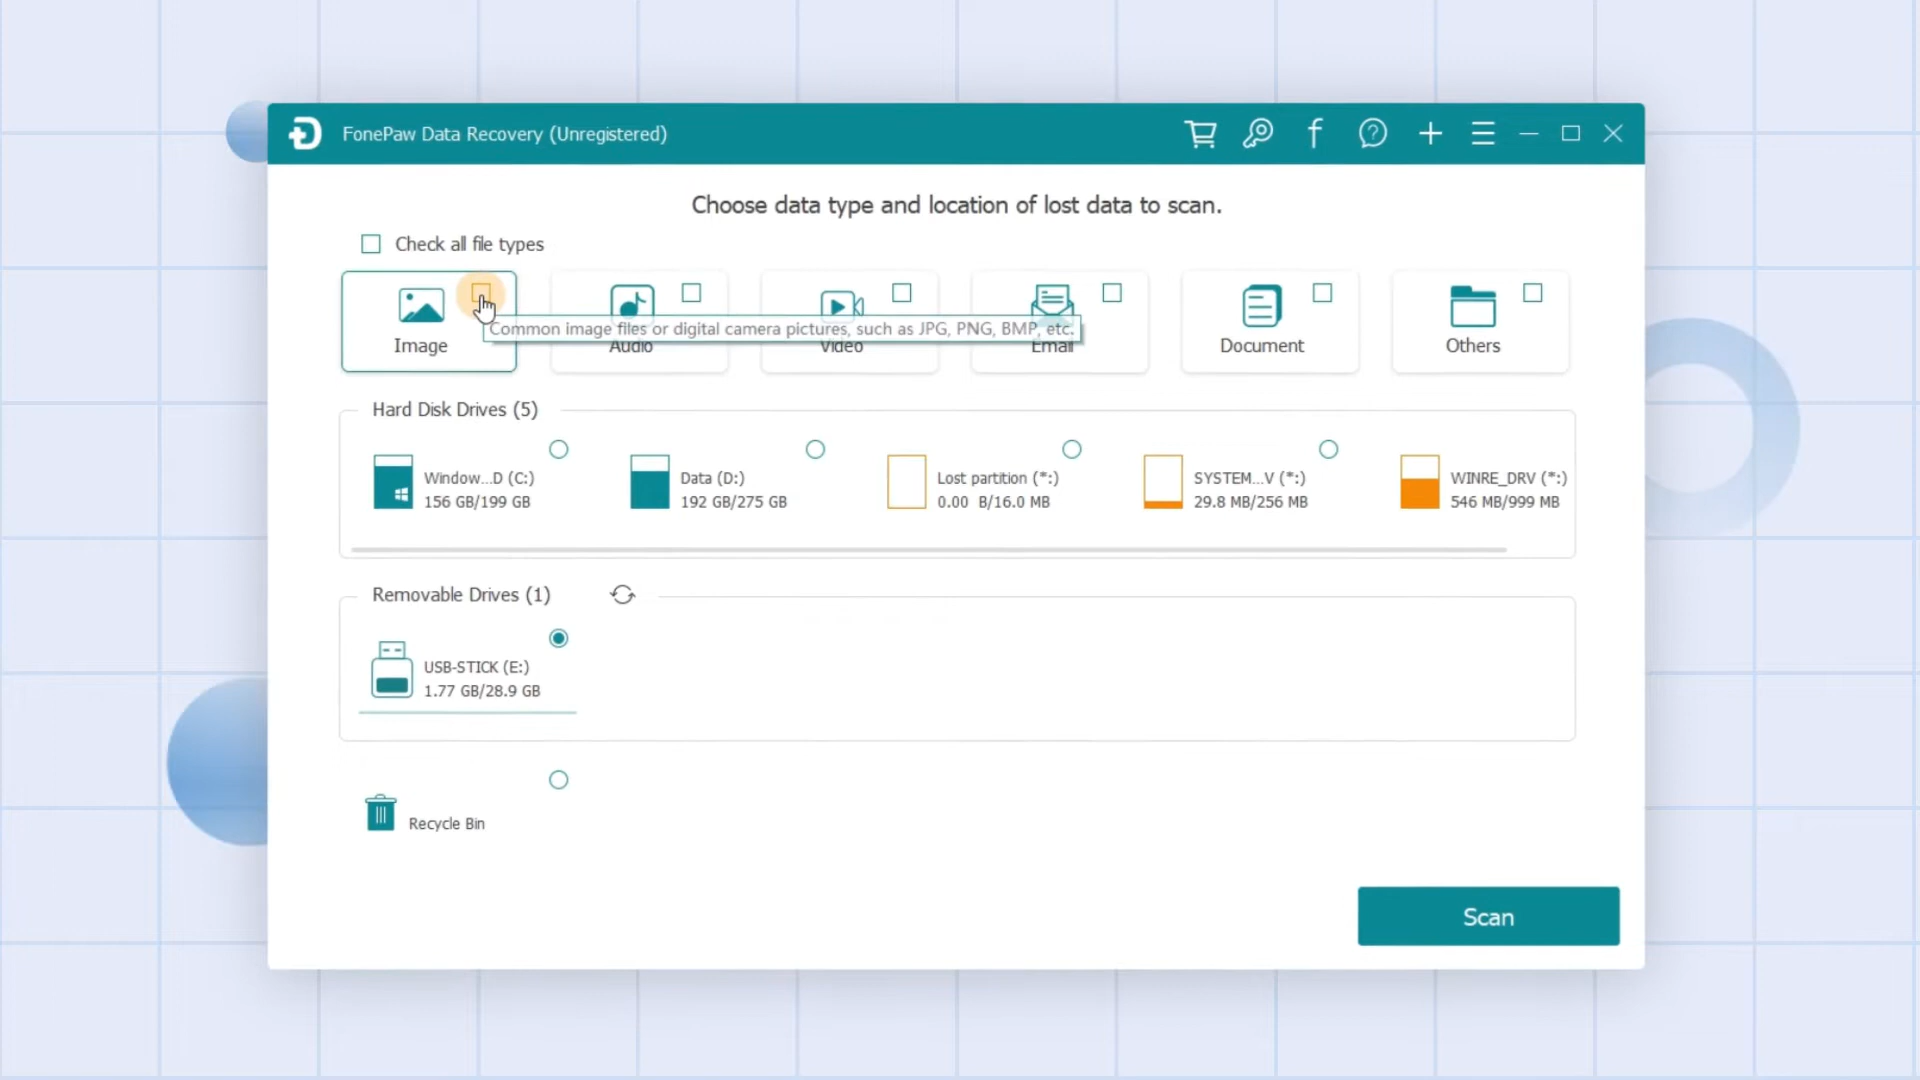 FonePaw Data Recovery (Unregistered)
Choose data type and location of lost data to scan.
Check all file types
Common image files or digital camera pictures, such as JPG, PNG, BMP, etc.
Image
Audio
Video
Email
Document
Others
Hard Disk Drives (5)
Window...D (C:)
156 GB/199 GB
Data (D:)
192 GB/275 GB
Lost partition (*:)
0.00 B/16.0 MB
SYSTEM...V (*:)
29.8 MB/256 MB
WINRE_DRV (*:)
546 MB/999 MB
Removable Drives (1)
USB-STICK (E:)
1.77 GB/28.9 GB
Recycle Bin
Scan